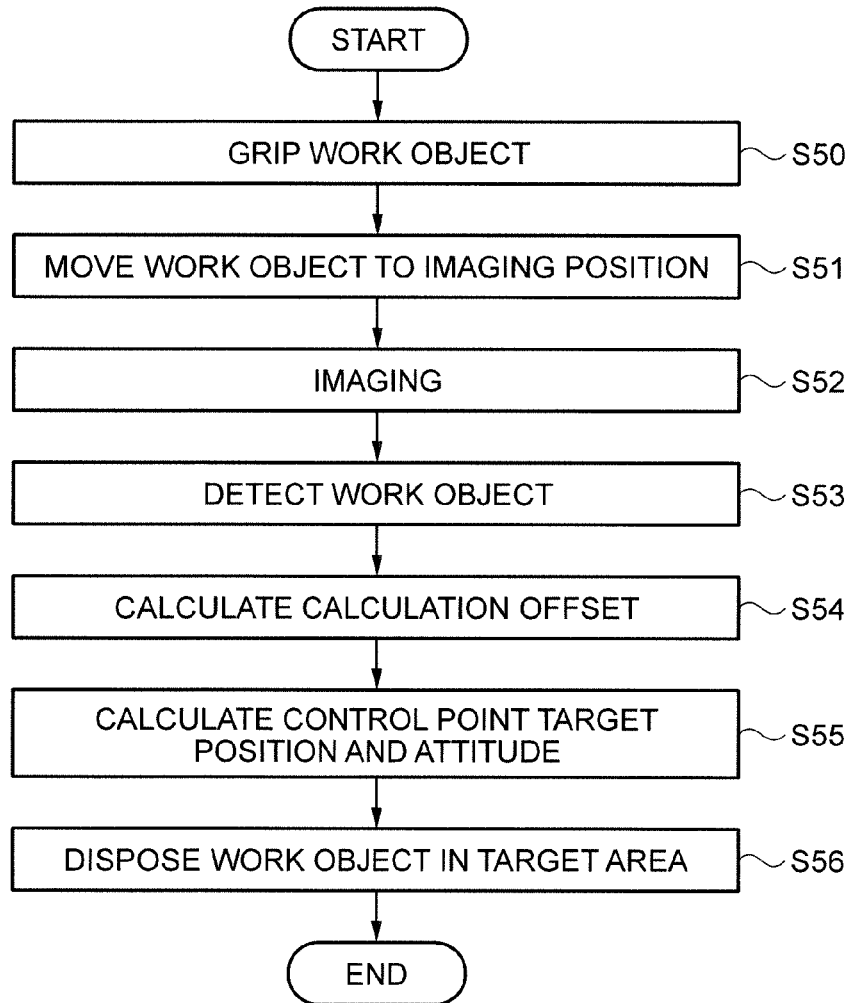 START
GRIP WORK OBJECT
S50
MOVE WORK OBJECT TO IMAGING POSITION
S51
IMAGING
S52
DETECT WORK OBJECT
S53
CALCULATE CALCULATION OFFSET
S54
CALCULATE CONTROL POINT TARGET
POSITION AND ATTITUDE
S55
DISPOSE WORK OBJECT IN TARGET AREA
S56
END